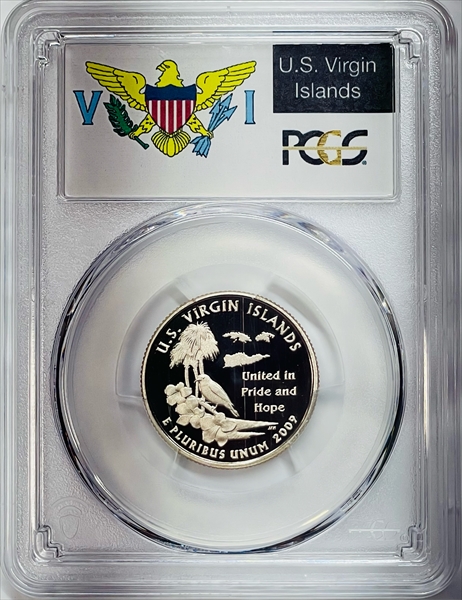 V I
U.S. Virgin
Islands
PCGS
U.S. VIRGIN ISLANDS
United in
Pride and
Hope
E PLURIBUS UNUM 2009